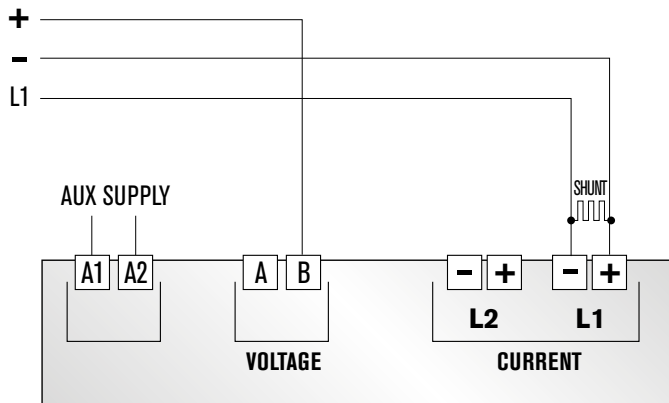 +
–
L1
SHUNT
AUX SUPPLY
A1 A2 A B – + – +
L2 L1
VOLTAGE CURRENT